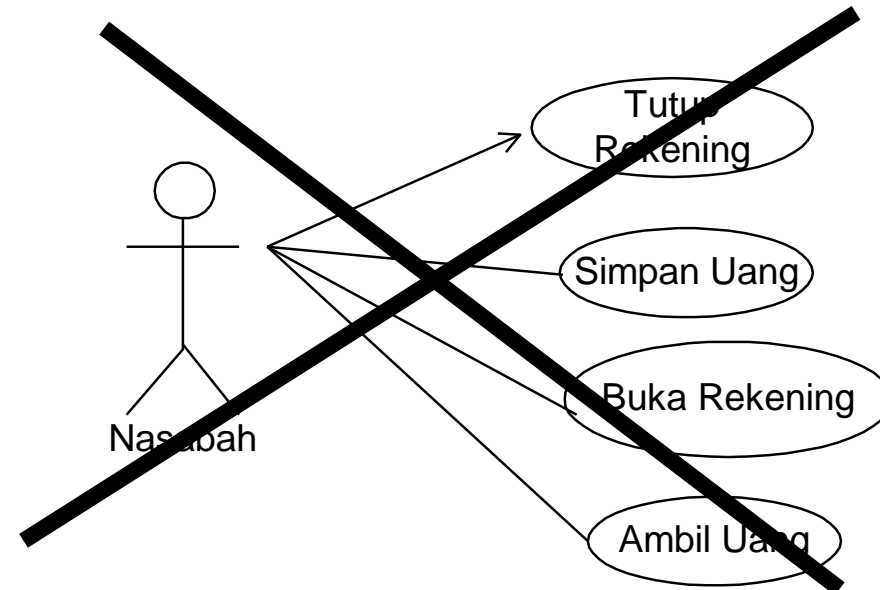 Tutup
Rekening
Simpan Uang
Buka Rekening
Nasabah
Ambil Uang